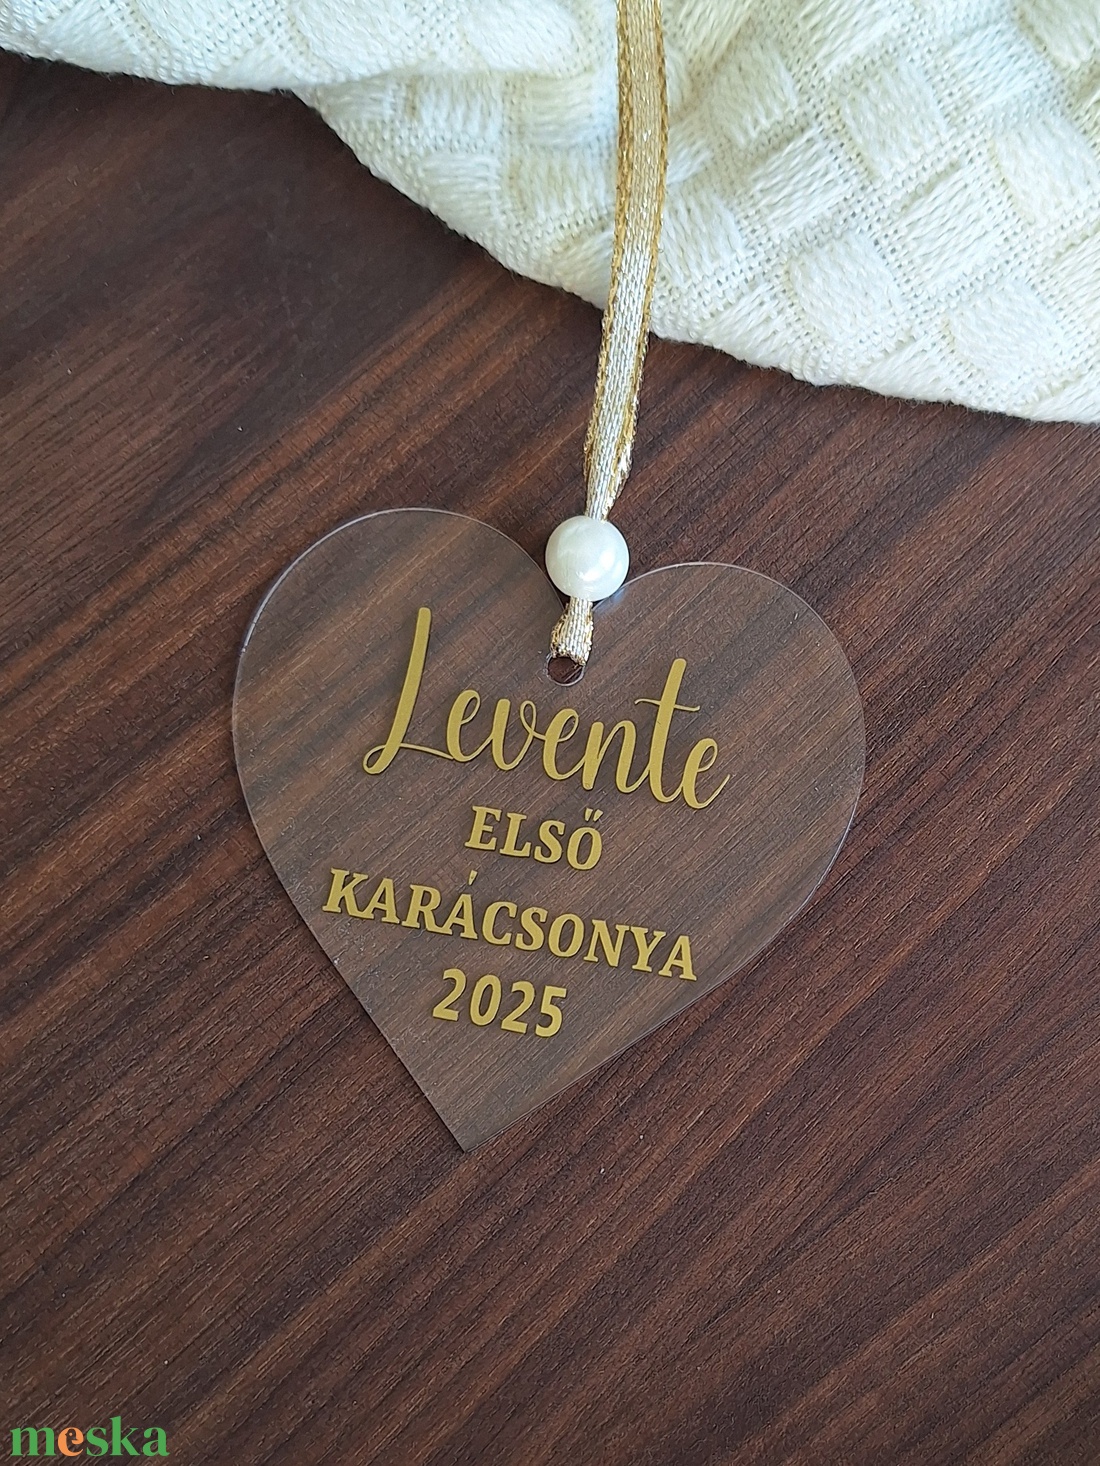 Levente
ELSŐ
KARÁCSONYA
2025
meska